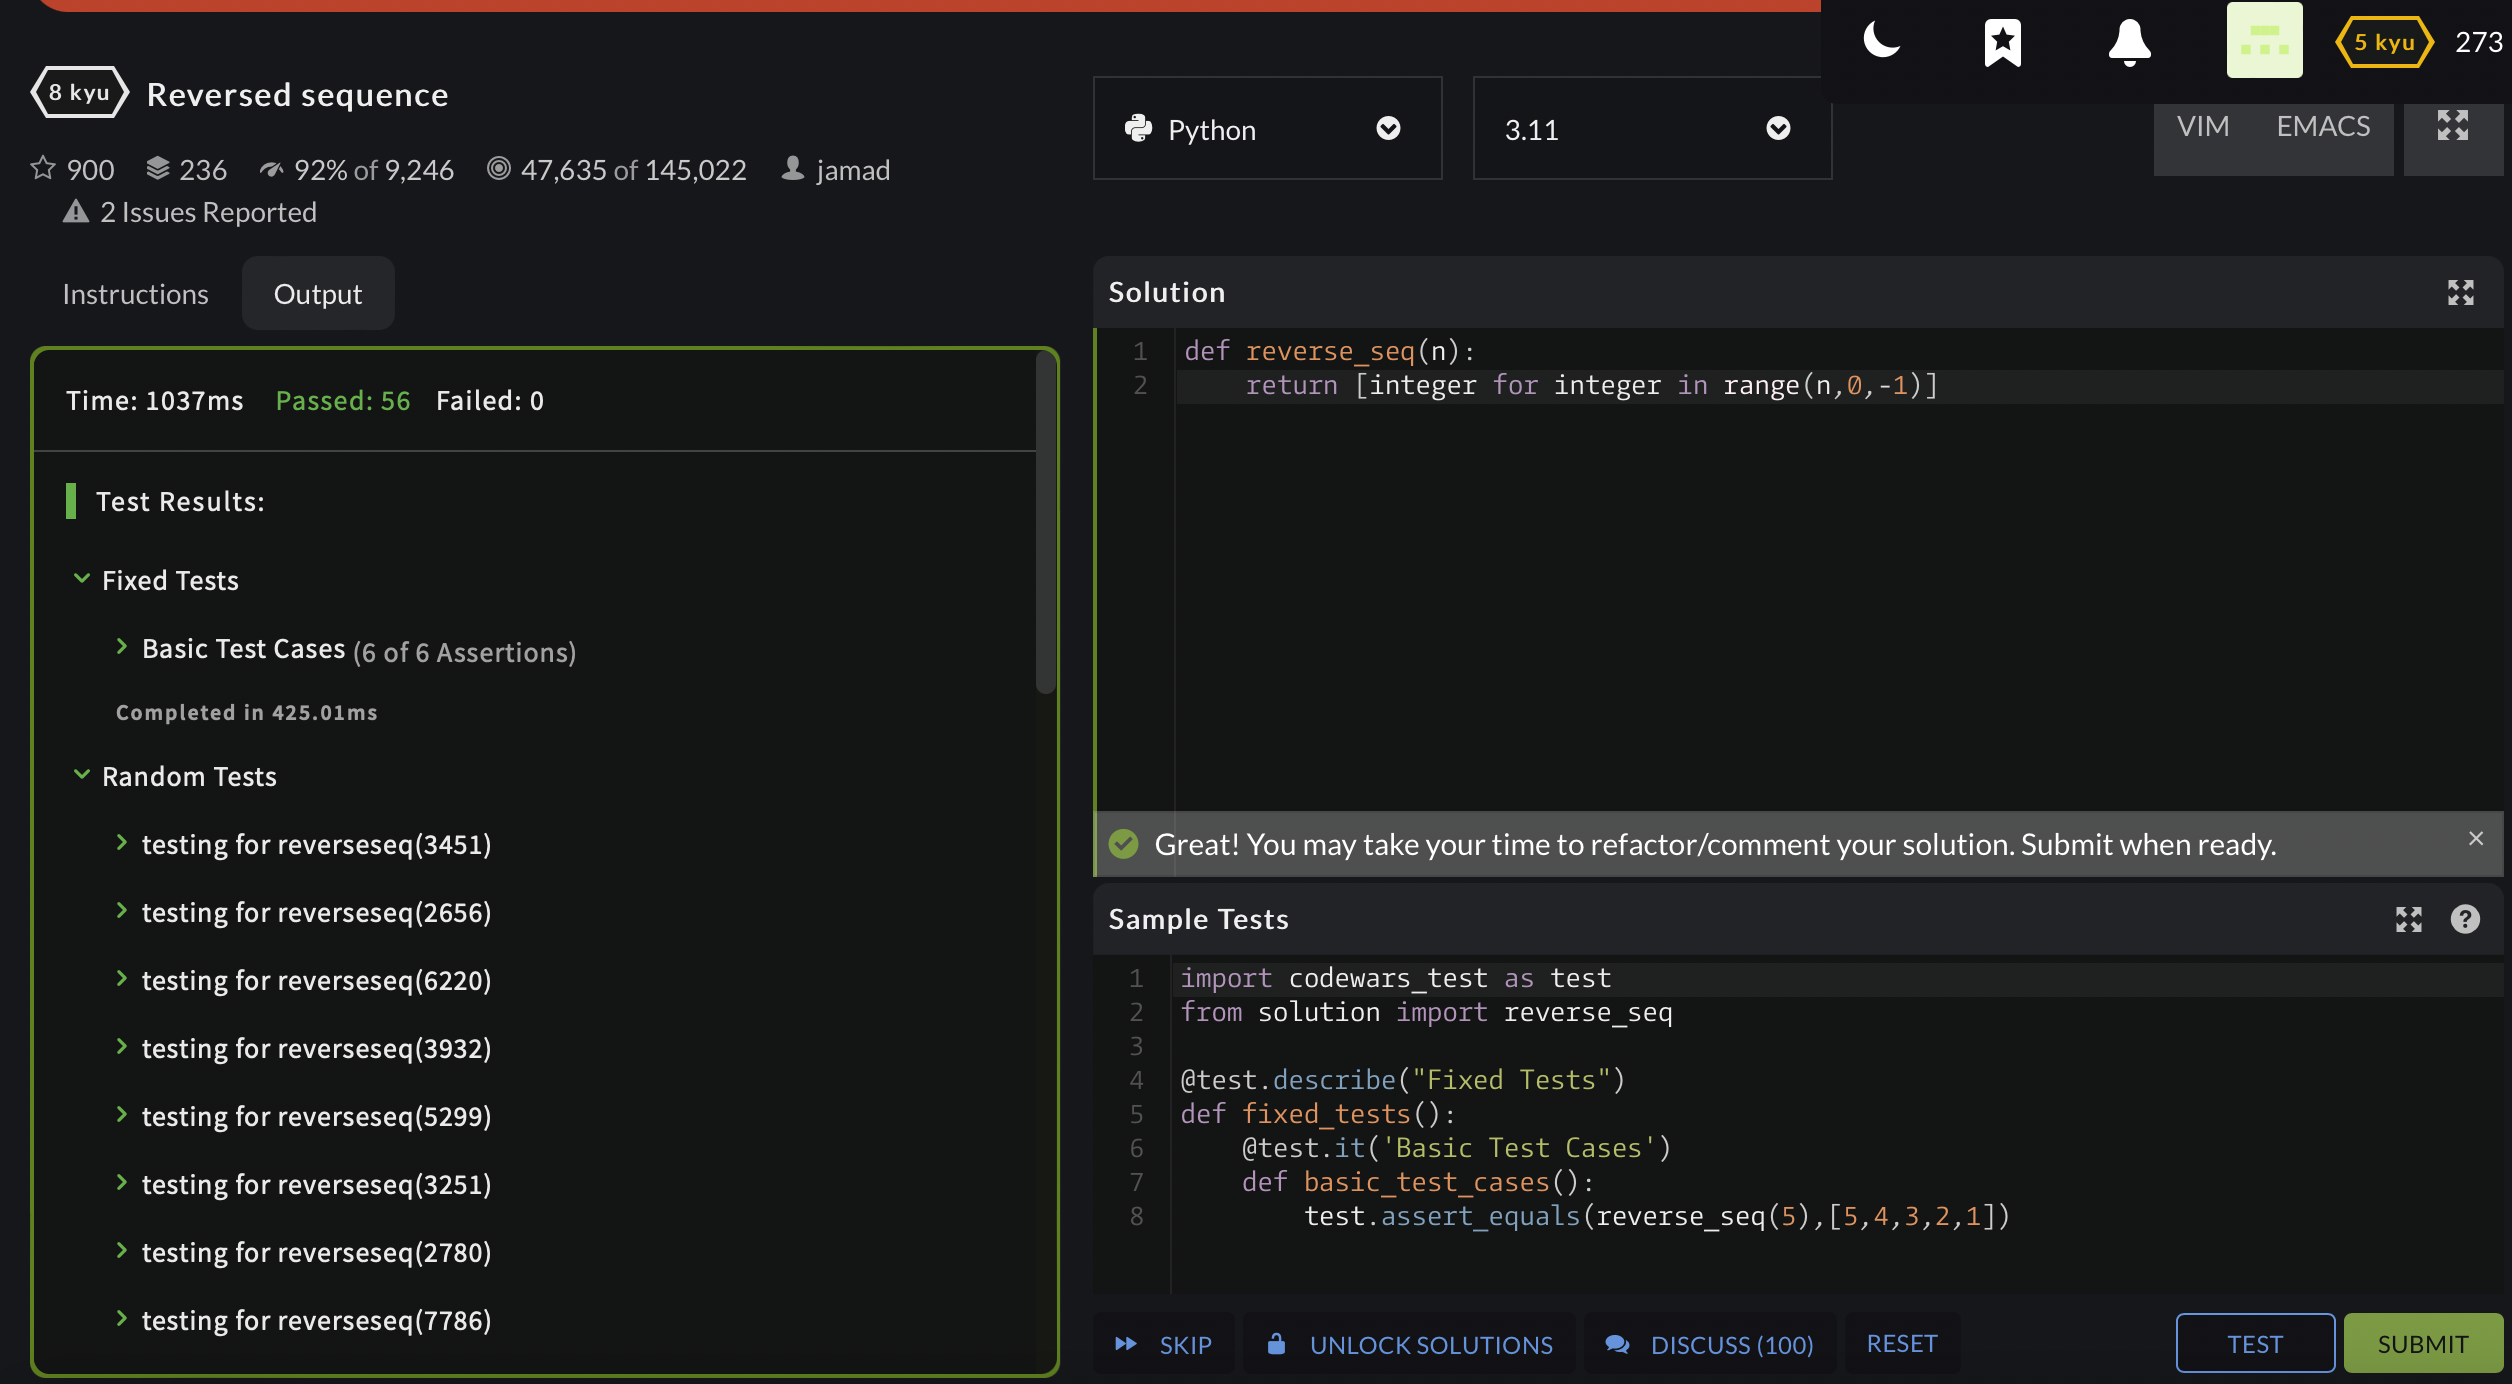 5 kyu 273
8 kyu Reversed sequence
900 236 92% of 9,246 47,635 of 145,022 jamad
2 Issues Reported
Python 3.11 VIM EMACS
Instructions Output
Time: 1037ms Passed: 56 Failed: 0
Test Results:
Fixed Tests
Basic Test Cases (6 of 6 Assertions)
Completed in 425.01ms
Random Tests
testing for reverseseq(3451)
testing for reverseseq(2656)
testing for reverseseq(6220)
testing for reverseseq(3932)
testing for reverseseq(5299)
testing for reverseseq(3251)
testing for reverseseq(2780)
testing for reverseseq(7786)
Solution
1 def reverse_seq(n):
2     return [integer for integer in range(n,0,-1)]
Great! You may take your time to refactor/comment your solution. Submit when ready.
Sample Tests
1 import codewars_test as test
2 from solution import reverse_seq
3
4 @test.describe("Fixed Tests")
5 def fixed_tests():
6     @test.it('Basic Test Cases')
7     def basic_test_cases():
8         test.assert_equals(reverse_seq(5),[5,4,3,2,1])
SKIP UNLOCK SOLUTIONS DISCUSS (100) RESET TEST SUBMIT